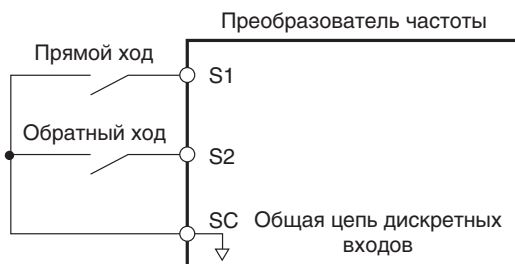 Преобразователь частоты
Прямой ход
S1
Обратный ход
S2
SC Общая цепь дискретных
входов